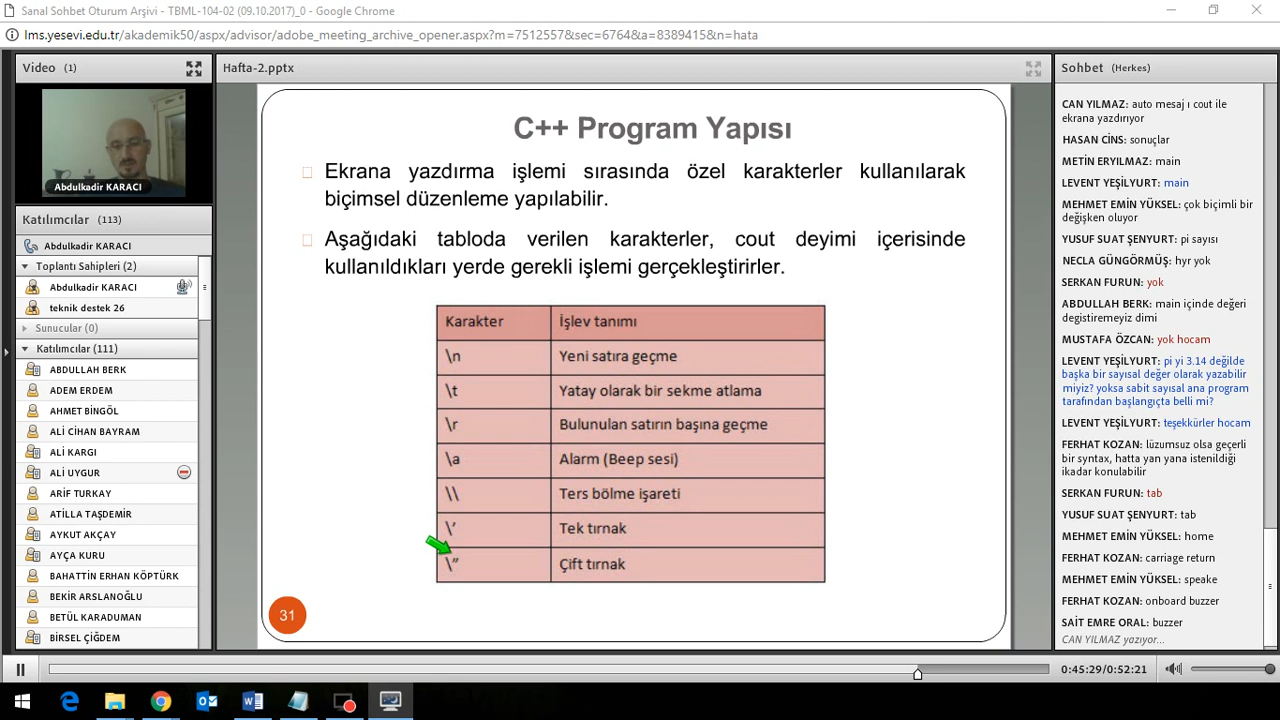 Sanal Sohbet Oturum Arşivi - TBML-104-02 (09.10.2017)_0 - Google Chrome
lms.yesevi.edu.tr/akademik50/aspx/advisor/adobe_meeting_archive_opener.aspx?m=7512557&sec=6764&a=8389415&n=hata
Video (1)
Abdulkadir KARACI
Katılımcılar (113)
Abdulkadir KARACI
Toplantı Sahipleri (2)
Abdulkadir KARACI
teknik destek 26
Sunucular (0)
Katılımcılar (111)
ABDULLAH BERK
ADEM ERDEM
AHMET BİNGÖL
ALİ CİHAN BAYRAM
ALİ KARGI
ALİ UYGUR
ARİF TURKAY
ATİLLA TAŞDEMİR
AYKUT AKÇAY
AYÇA KURU
BAHATTİN ERHAN KÖPTÜRK
BEKİR ARSLANOĞLU
BETÜL KARADUMAN
BİRSEL ÇİĞDEM
Hafta-2.pptx
C++ Program Yapısı
Ekrana yazdırma işlemi sırasında özel karakterler kullanılarak
biçimsel düzenleme yapılabilir.
Aşağıdaki tabloda verilen karakterler, cout deyimi içerisinde
kullanıldıkları yerde gerekli işlemi gerçekleştirirler.
Karakter İşlev tanımı
\n Yeni satıra geçme
\t Yatay olarak bir sekme atlama
\r Bulunulan satırın başına geçme
\a Alarm (Beep sesi)
\\ Ters bölme işareti
\’ Tek tırnak
\” Çift tırnak
31
Sohbet (Herkes)
CAN YILMAZ: auto mesaj ı cout ile
ekrana yazdırıyor
HASAN CİNS: sonuçlar
METİN ERYILMAZ: main
LEVENT YEŞİLYURT: main
MEHMET EMİN YÜKSEL: çok biçimli bir
değişken oluyor
YUSUF SUAT ŞENYURT: pi sayısı
NECLA GÜNGÖRMÜŞ: hyr yok
SERKAN FURUN: yok
ABDULLAH BERK: main içinde değeri
degistiremeyiz dimi
MUSTAFA ÖZCAN: yok hocam
LEVENT YEŞİLYURT: pi yi 3.14 değilde
başka bir sayısal değer olarak yazabilir
miyiz? yoksa sabit sayısal ana program
tarafından başlangıçta belli mi?
LEVENT YEŞİLYURT: teşekkürler hocam
FERHAT KOZAN: lüzumsuz olsa geçerli
bir syntax, hatta yan yana istenildiği
ikadar konulabilir
SERKAN FURUN: tab
YUSUF SUAT ŞENYURT: tab
MEHMET EMİN YÜKSEL: home
FERHAT KOZAN: carriage return
MEHMET EMİN YÜKSEL: speake
FERHAT KOZAN: onboard buzzer
SAİT EMRE ORAL: buzzer
CAN YILMAZ yazıyor...
0:45:29/0:52:21